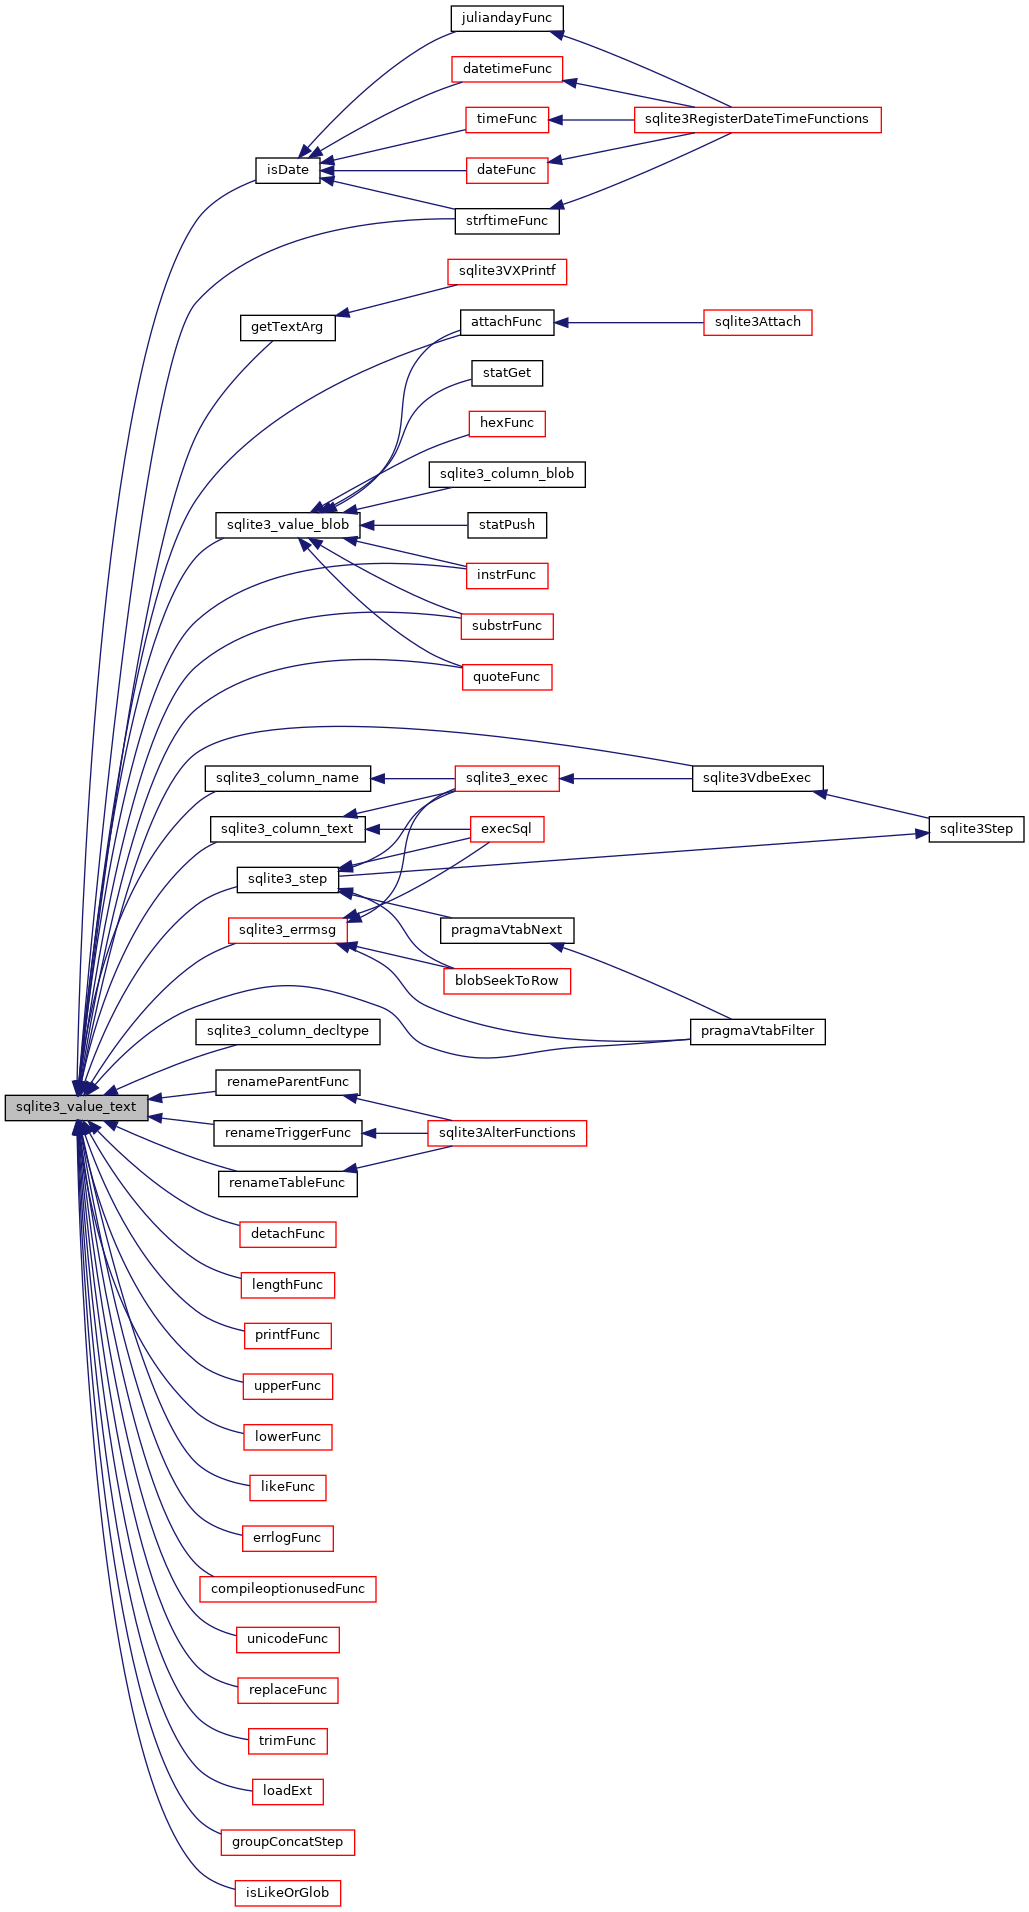 juliandayFunc
datetimeFunc
timeFunc
sqlite3RegisterDateTimeFunctions
isDate
dateFunc
strftimeFunc
sqlite3VXPrintf
getTextArg
attachFunc
sqlite3Attach
statGet
hexFunc
sqlite3_column_blob
sqlite3_value_blob
statPush
instrFunc
substrFunc
quoteFunc
sqlite3_column_name
sqlite3_exec
sqlite3VdbeExec
sqlite3_column_text
execSql
sqlite3Step
sqlite3_step
sqlite3_errmsg
pragmaVtabNext
blobSeekToRow
sqlite3_column_decltype
pragmaVtabFilter
renameParentFunc
sqlite3_value_text
renameTriggerFunc
sqlite3AlterFunctions
renameTableFunc
detachFunc
lengthFunc
printfFunc
upperFunc
lowerFunc
likeFunc
errlogFunc
compileoptionusedFunc
unicodeFunc
replaceFunc
trimFunc
loadExt
groupConcatStep
isLikeOrGlob